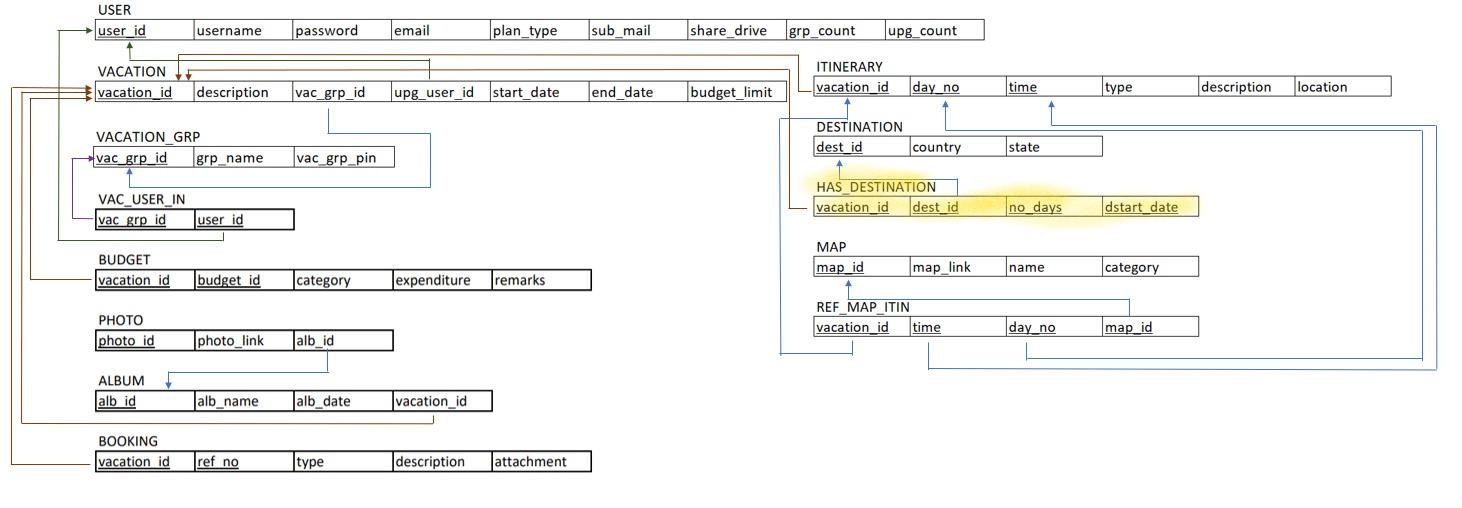 USER
user_id username password email plan_type sub_mail share_drive grp_count upg_count
VACATION
vacation_id description vac_grp_id upg_user_id start_date end_date budget_limit
VACATION_GRP
vac_grp_id grp_name vac_grp_pin
VAC_USER_IN
vac_grp_id user_id
BUDGET
vacation_id budget_id category expenditure remarks
PHOTO
photo_id photo_link alb_id
ALBUM
alb_id alb_name alb_date vacation_id
BOOKING
vacation_id ref_no type description attachment
ITINERARY
vacation_id day_no time type description location
DESTINATION
dest_id country state
HAS_DESTINATION
vacation_id dest_id no_days dstart_date
MAP
map_id map_link name category
REF_MAP_ITIN
vacation_id time day_no map_id